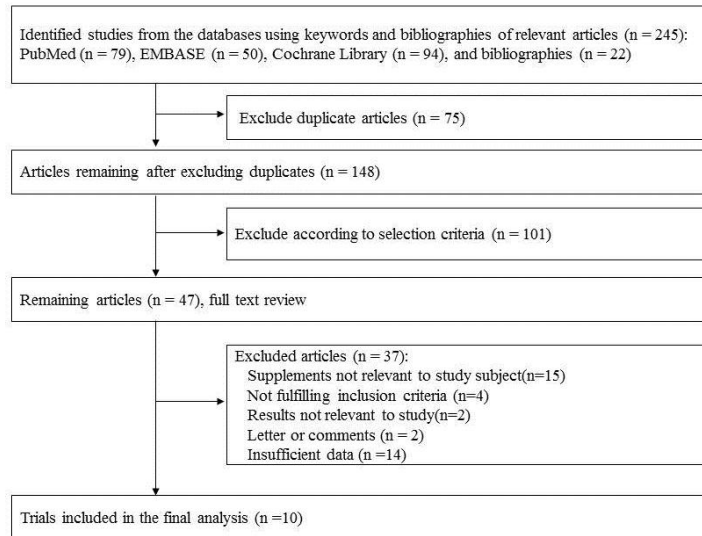 Identified studies from the databases using keywords and bibliographies of relevant articles (n = 245):
PubMed (n = 79), EMBASE (n = 50), Cochrane Library (n = 94), and bibliographies (n = 22)
Exclude duplicate articles (n = 75)
Articles remaining after excluding duplicates (n = 148)
Exclude according to selection criteria (n = 101)
Remaining articles (n = 47), full text review
Excluded articles (n = 37):
Supplements not relevant to study subject(n=15)
Not fulfilling inclusion criteria (n=4)
Results not relevant to study(n=2)
Letter or comments (n = 2)
Insufficient data (n =14)
Trials included in the final analysis (n =10)